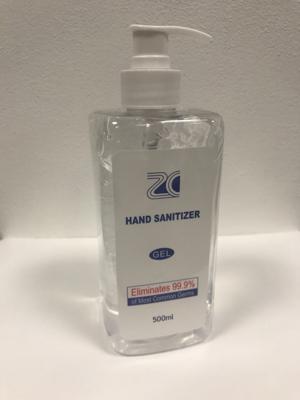 ZC
HAND SANITIZER
GEL
Eliminates 99.9%
of Most Common Germs
500ml